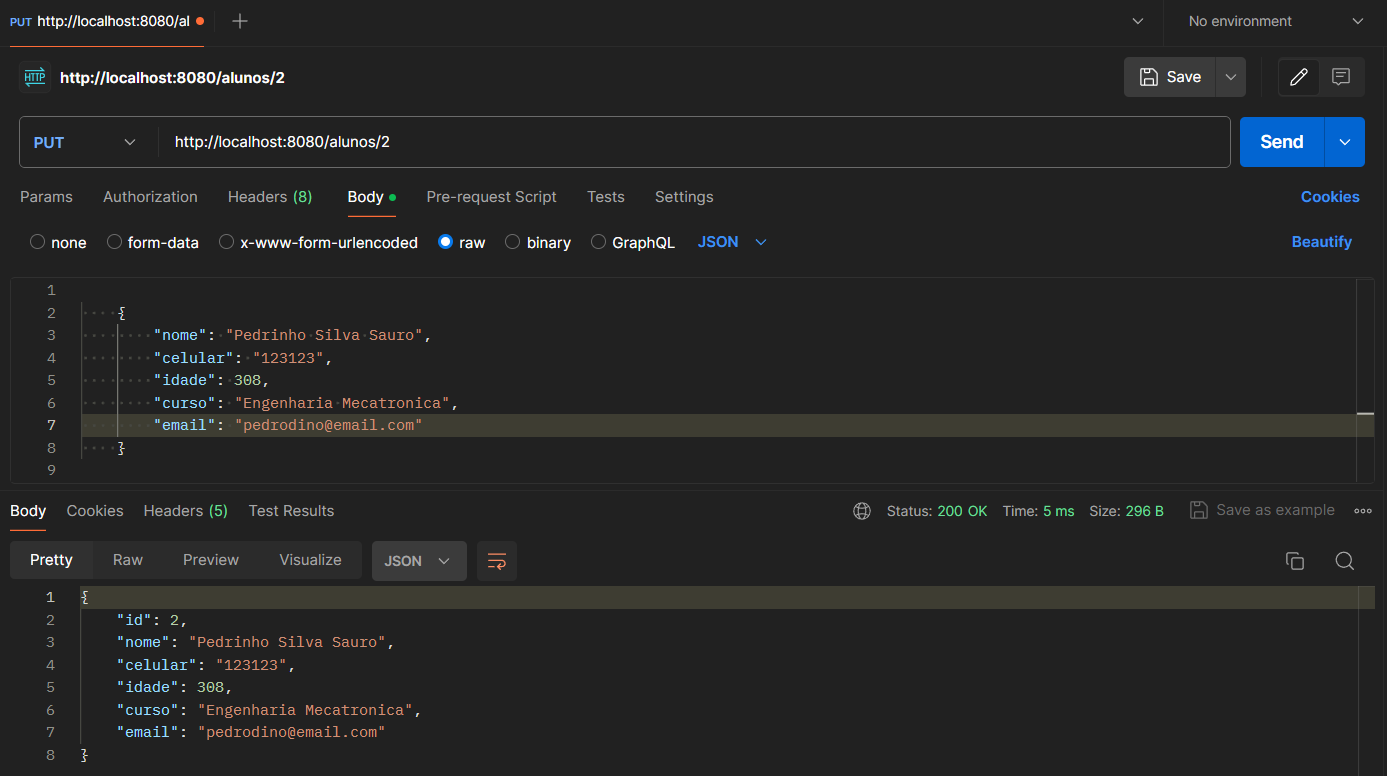 PUT http://localhost:8080/al No environment
HTTP http://localhost:8080/alunos/2 Save
PUT http://localhost:8080/alunos/2 Send
Params Authorization Headers (8) Body Pre-request Script Tests Settings Cookies
none form-data x-www-form-urlencoded raw binary GraphQL JSON Beautify
1
2 {
3 "nome": "Pedrinho Silva Sauro",
4 "celular": "123123",
5 "idade": 308,
6 "curso": "Engenharia Mecatronica",
7 "email": "pedrodino@email.com"
8 }
9
Body Cookies Headers (5) Test Results Status: 200 OK Time: 5 ms Size: 296 B Save as example
Pretty Raw Preview Visualize JSON
1 {
2 "id": 2,
3 "nome": "Pedrinho Silva Sauro",
4 "celular": "123123",
5 "idade": 308,
6 "curso": "Engenharia Mecatronica",
7 "email": "pedrodino@email.com"
8 }